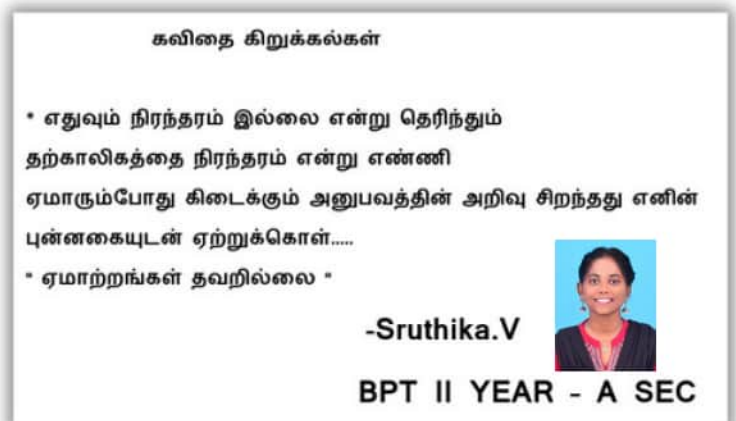 கவிதை கிறுக்கல்கள்
" எதுவும் நிரந்தரம் இல்லை என்று தெரிந்தும்
தற்காலிகத்தை நிரந்தரம் என்று எண்ணி
ஏமாரும்போது கிடைக்கும் அனுபவத்தின் அறிவு சிறந்தது எனின்
புன்னகையுடன் ஏற்றுக்கொள்.....
" ஏமாற்றங்கள் தவறில்லை "
-Sruthika.V
BPT II YEAR - A SEC